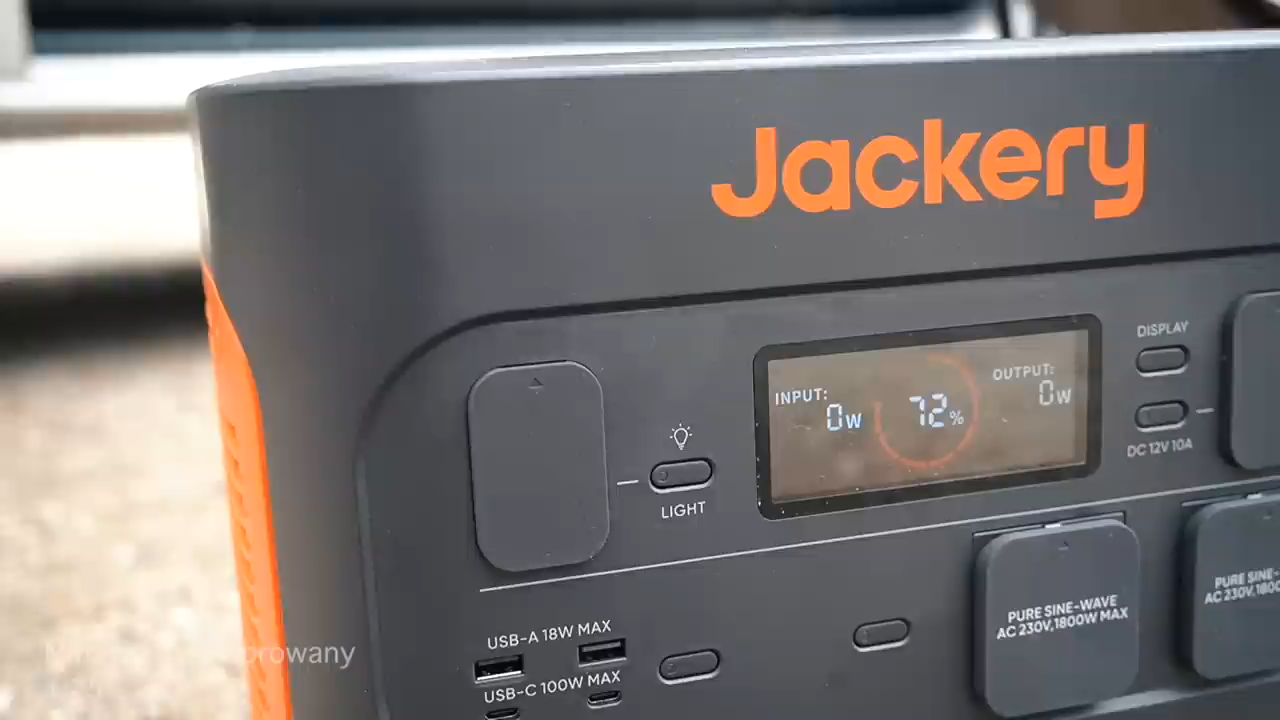 Jackery
DISPLAY
INPUT:
0W
72%
OUTPUT:
0W
DC 12V 10A
LIGHT
USB-A 18W MAX
USB-C 100W MAX
PURE SINE-WAVE
AC 230V,1800W MAX
PURE SINE-
AC 230V,180